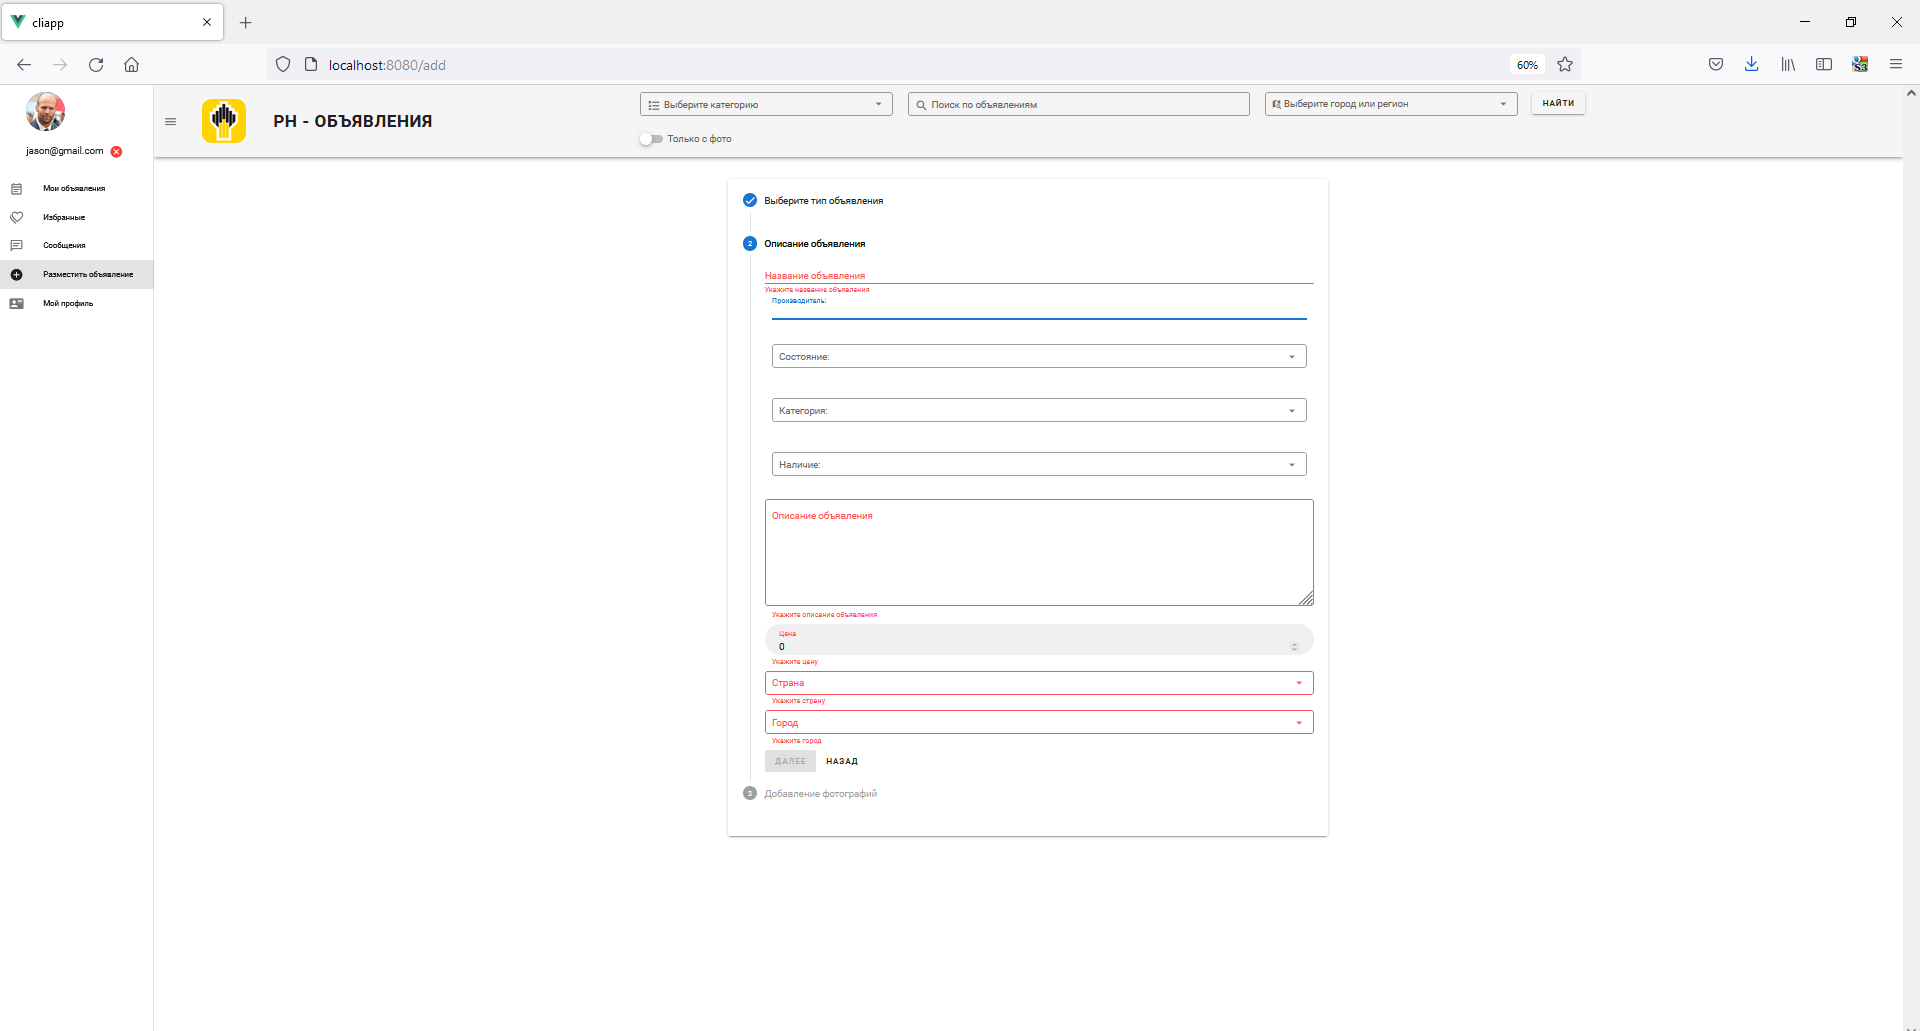 cliapp
localhost:8080/add
60%
jason@gmail.com
Мои объявления
Избранные
Сообщения
Разместить объявление
Мой профиль
РН - ОБЪЯВЛЕНИЯ
Выберите категорию
Поиск по объявлениям
Выберите город или регион
НАЙТИ
Только с фото
Выберите тип объявления
2
Описание объявления
Название объявления
Укажите название объявления
Производитель:
Состояние:
Категория:
Наличие:
Описание объявления
Укажите описание объявления
Цена
0
Укажите цену
Страна
Укажите страну
Город
Укажите город
ДАЛЕЕ
НАЗАД
3
Добавление фотографий